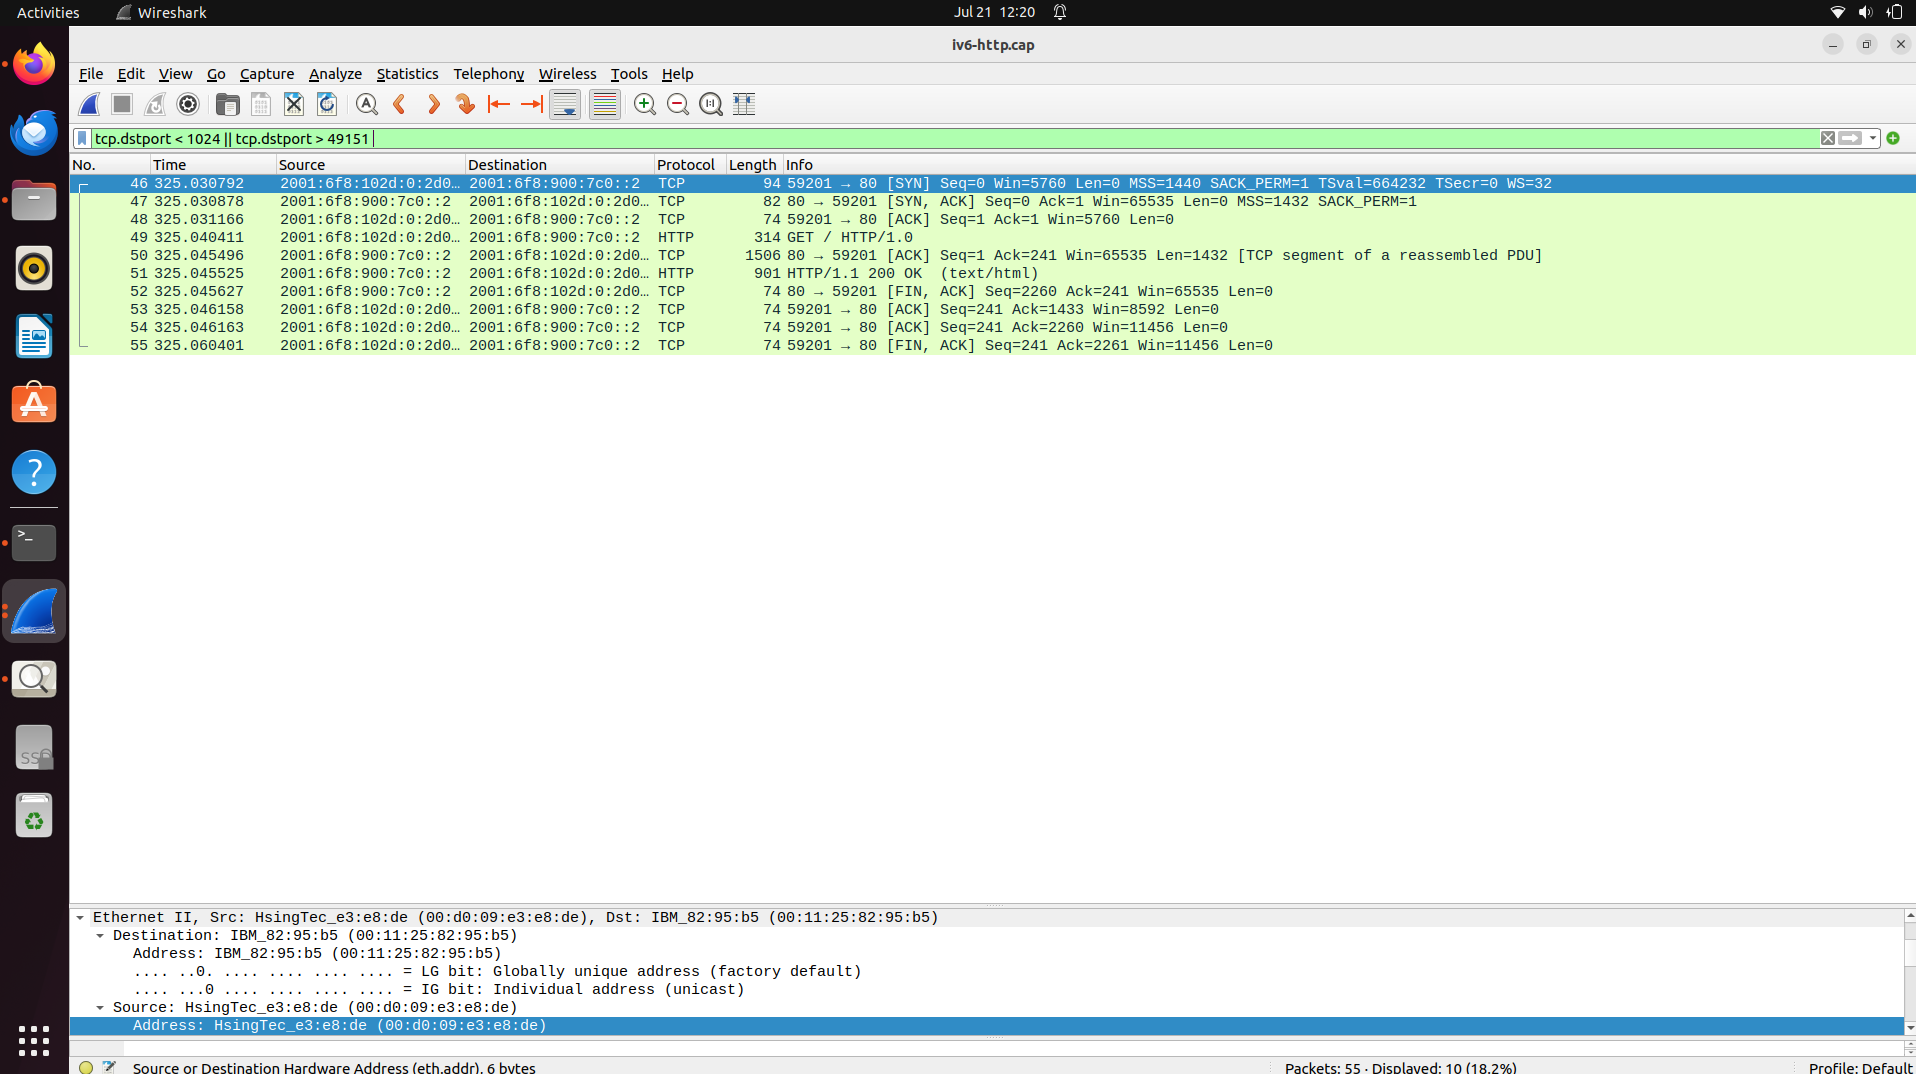 Activities Wireshark Jul 21 12:20
iv6-http.cap
File Edit View Go Capture Analyze Statistics Telephony Wireless Tools Help
tcp.dstport < 1024 || tcp.dstport > 49151
No. Time Source Destination Protocol Length Info
46 325.030792 2001:6f8:102d:0:2d0… 2001:6f8:900:7c0::2 TCP 94 59201 → 80 [SYN] Seq=0 Win=5760 Len=0 MSS=1440 SACK_PERM=1 TSval=664232 TSecr=0 WS=32
47 325.030878 2001:6f8:900:7c0::2 2001:6f8:102d:0:2d0… TCP 82 80 → 59201 [SYN, ACK] Seq=0 Ack=1 Win=65535 Len=0 MSS=1432 SACK_PERM=1
48 325.031166 2001:6f8:102d:0:2d0… 2001:6f8:900:7c0::2 TCP 74 59201 → 80 [ACK] Seq=1 Ack=1 Win=5760 Len=0
49 325.040411 2001:6f8:102d:0:2d0… 2001:6f8:900:7c0::2 HTTP 314 GET / HTTP/1.0
50 325.045496 2001:6f8:900:7c0::2 2001:6f8:102d:0:2d0… TCP 1506 80 → 59201 [ACK] Seq=1 Ack=241 Win=65535 Len=1432 [TCP segment of a reassembled PDU]
51 325.045525 2001:6f8:900:7c0::2 2001:6f8:102d:0:2d0… HTTP 901 HTTP/1.1 200 OK (text/html)
52 325.045627 2001:6f8:900:7c0::2 2001:6f8:102d:0:2d0… TCP 74 80 → 59201 [FIN, ACK] Seq=2260 Ack=241 Win=65535 Len=0
53 325.046158 2001:6f8:102d:0:2d0… 2001:6f8:900:7c0::2 TCP 74 59201 → 80 [ACK] Seq=241 Ack=1433 Win=8592 Len=0
54 325.046163 2001:6f8:102d:0:2d0… 2001:6f8:900:7c0::2 TCP 74 59201 → 80 [ACK] Seq=241 Ack=2260 Win=11456 Len=0
55 325.060401 2001:6f8:102d:0:2d0… 2001:6f8:900:7c0::2 TCP 74 59201 → 80 [FIN, ACK] Seq=241 Ack=2261 Win=11456 Len=0
Ethernet II, Src: HsingTec_e3:e8:de (00:d0:09:e3:e8:de), Dst: IBM_82:95:b5 (00:11:25:82:95:b5)
Destination: IBM_82:95:b5 (00:11:25:82:95:b5)
Address: IBM_82:95:b5 (00:11:25:82:95:b5)
.... ..0. .... .... .... .... = LG bit: Globally unique address (factory default)
.... ...0 .... .... .... .... = IG bit: Individual address (unicast)
Source: HsingTec_e3:e8:de (00:d0:09:e3:e8:de)
Address: HsingTec_e3:e8:de (00:d0:09:e3:e8:de)
Source or Destination Hardware Address (eth.addr), 6 bytes Packets: 55 · Displayed: 10 (18.2%) Profile: Default